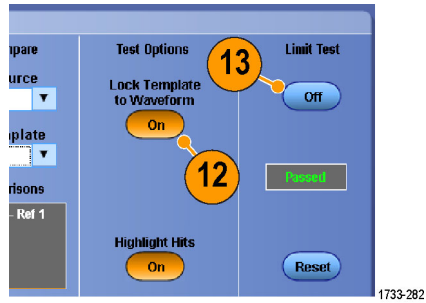 npare
Test Options
13
Limit Test
urce
Lock Template
to Waveform
Off
On
nplate
12
Passed
risons
- Ref 1
Highlight Hits
On
Reset
1733-282